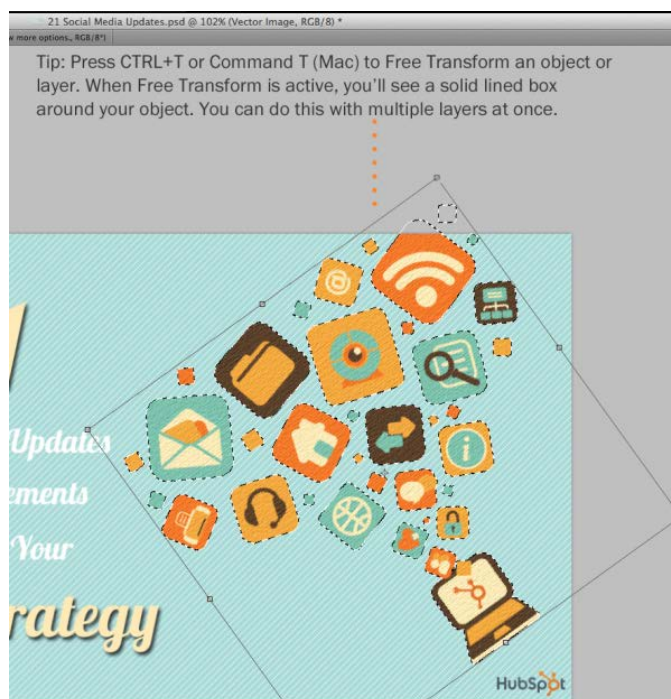 21 Social Media Updates.psd @ 102% (Vector Image, RGB/8) *
more options., RGB/8*)
Tip: Press CTRL+T or Command T (Mac) to Free Transform an object or
layer. When Free Transform is active, you'll see a solid lined box
around your object. You can do this with multiple layers at once.
@
Updates
ements
Your
rategy
i
HubSpot